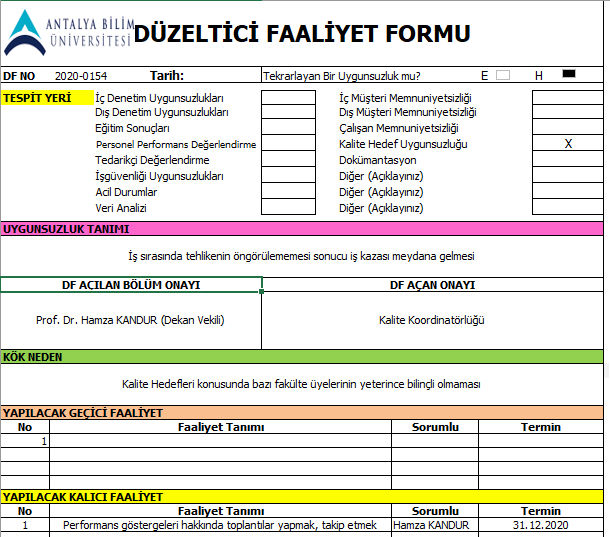 ANTALYA BİLİM
ÜNİVERSİTESİ
DÜZELTİCİ FAALİYET FORMU
DF NO 2020-0154 Tarih: Tekrarlayan Bir Uygunsuzluk mu? E H
TESPİT YERİ İç Denetim Uygunsuzlukları İç Müşteri Memnuniyetsizliği
Dış Denetim Uygunsuzlukları Dış Müşteri Memnuniyetsizliği
Eğitim Sonuçları Çalışan Memnuniyetsizliği
Personel Performans Değerlendirme Kalite Hedef Uygunsuzluğu X
Tedarikçi Değerlendirme Dokümantasyon
İşgüvenliği Uygunsuzlukları Diğer (Açıklayınız)
Acil Durumlar Diğer (Açıklayınız)
Veri Analizi Diğer (Açıklayınız)
UYGUNSUZLUK TANIMI
İş sırasında tehlikenin öngörülememesi sonucu iş kazası meydana gelmesi
DF AÇILAN BÖLÜM ONAYI DF AÇAN ONAYI
Prof. Dr. Hamza KANDUR (Dekan Vekili) Kalite Koordinatörlüğü
KÖK NEDEN
Kalite Hedefleri konusunda bazı fakülte üyelerinin yeterince bilinçli olmaması
YAPILACAK GEÇİCİ FAALİYET
No Faaliyet Tanımı Sorumlu Termin
1
YAPILACAK KALICI FAALİYET
No Faaliyet Tanımı Sorumlu Termin
1 Performans göstergeleri hakkında toplantılar yapmak, takip etmek Hamza KANDUR 31.12.2020